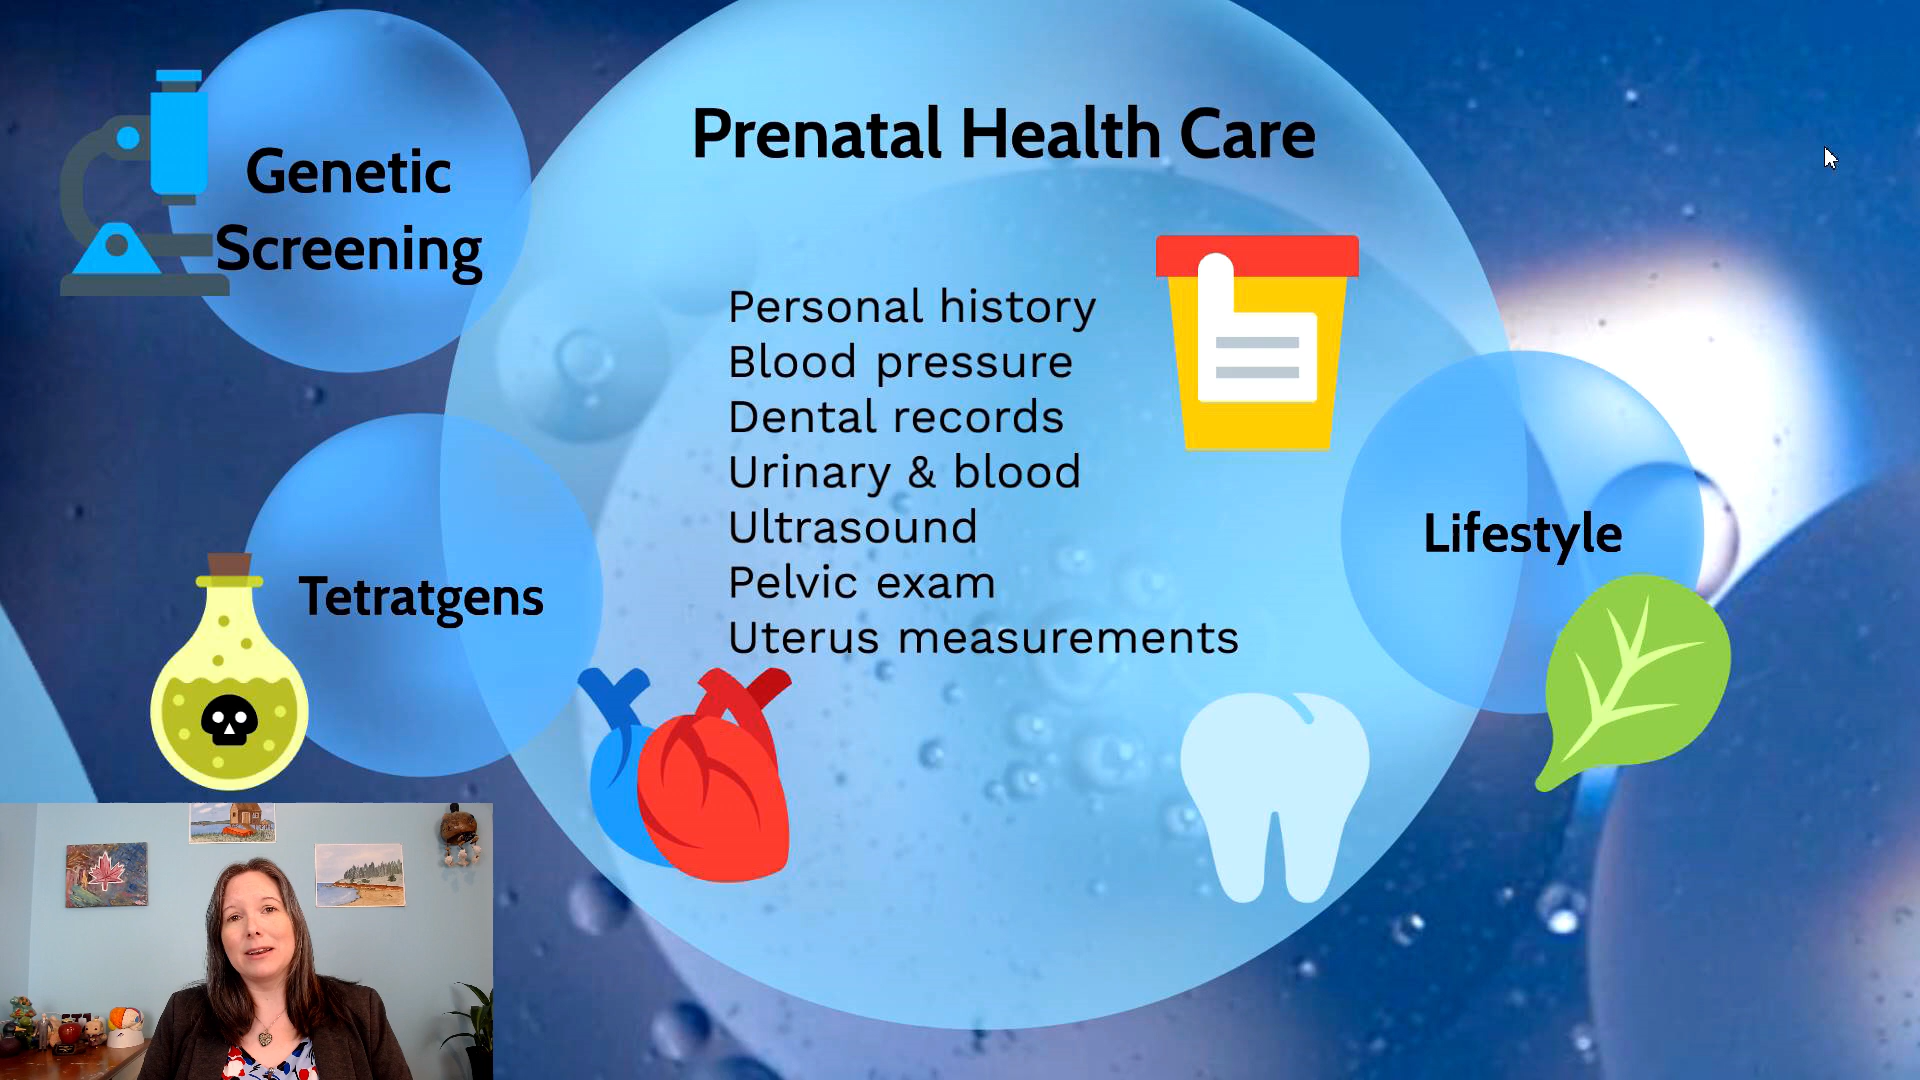 Prenatal Health Care
Genetic
Screening
Personal history
Blood pressure
Dental records
Urinary & blood
Ultrasound
Pelvic exam
Uterus measurements
Lifestyle
Tetratgens